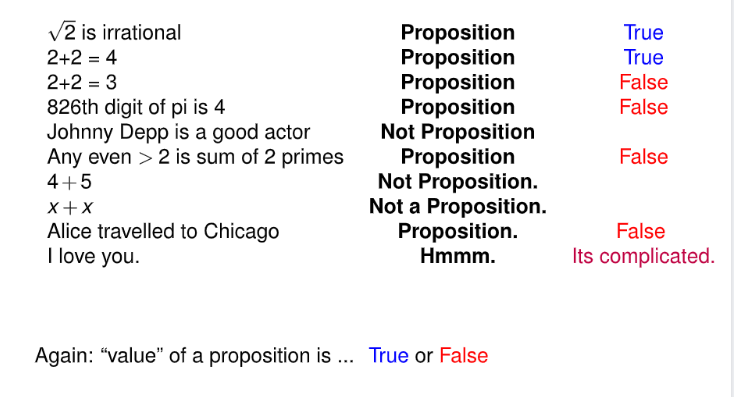 √2 is irrational Proposition True
2+2 = 4 Proposition True
2+2 = 3 Proposition False
826th digit of pi is 4 Proposition False
Johnny Depp is a good actor Not Proposition
Any even > 2 is sum of 2 primes Proposition False
4+5 Not Proposition.
x+x Not a Proposition.
Alice travelled to Chicago Proposition. False
I love you. Hmmm. Its complicated.
Again: “value” of a proposition is ... True or False